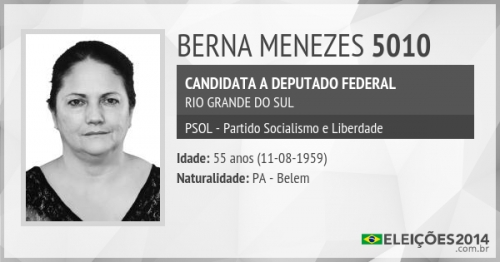 BERNA MENEZES 5010
CANDIDATA A DEPUTADO FEDERAL
RIO GRANDE DO SUL
PSOL - Partido Socialismo e Liberdade
Idade: 55 anos (11-08-1959)
Naturalidade: PA - Belem
ELEIÇÕES2014
.com.br